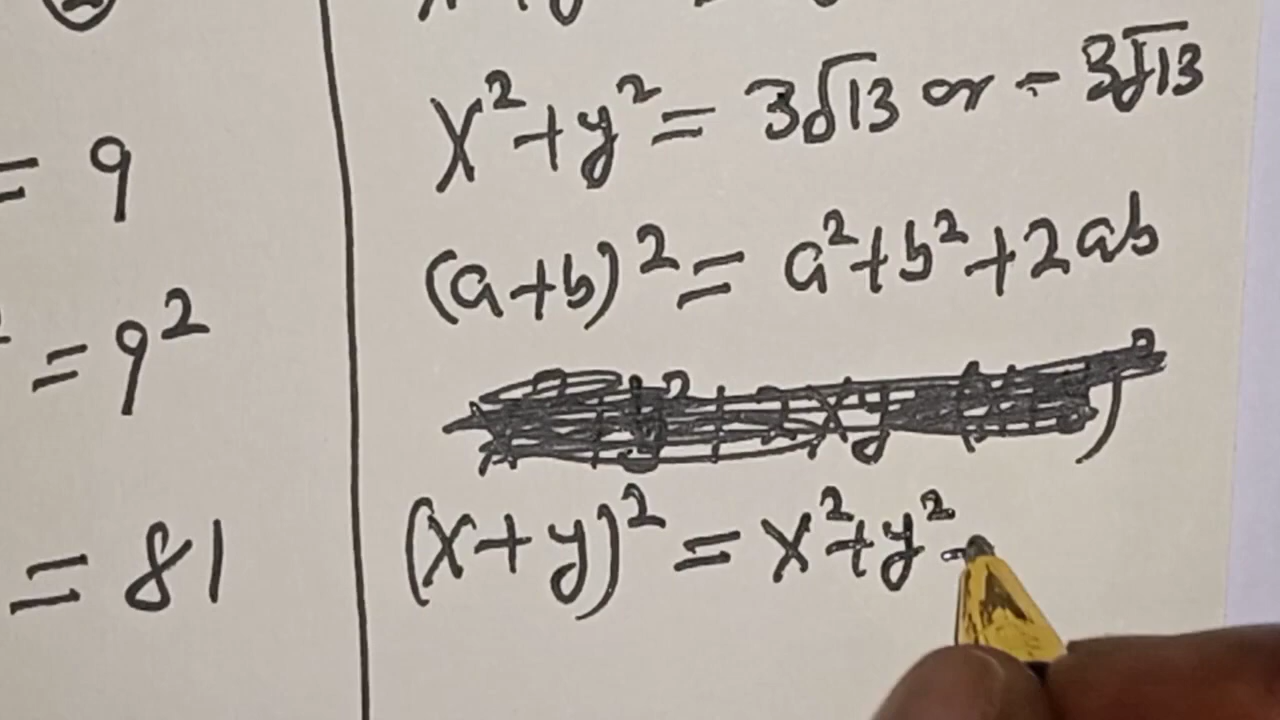 = 9
= 9²
= 81
x²+y² = 3√13 or - 3√13
(a+b)² = a²+b²+2ab
(x+y)² = x²+y²-